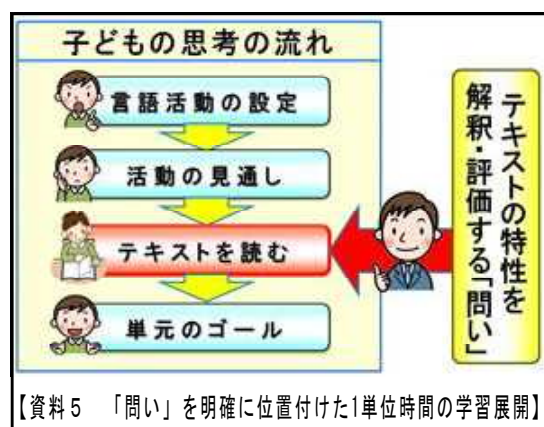 子どもの思考の流れ
言語活動の設定
活動の見通し
テキストを読む
単元のゴール
テキストの特性を
解釈・評価する「問い」
【資料5 「問い」を明確に位置付けた1単位時間の学習展開】